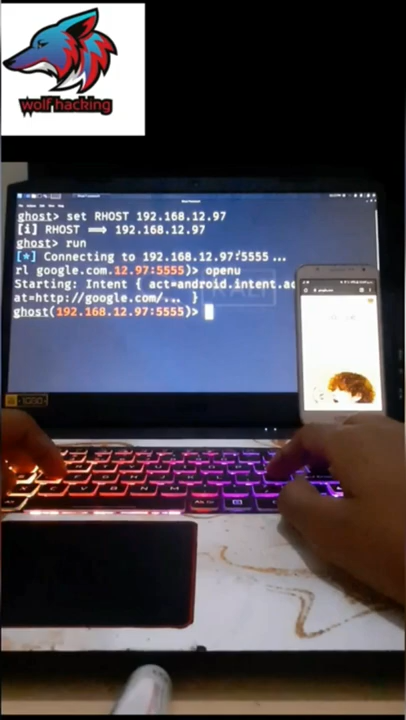 wolf hacking
ghost> set RHOST 192.168.12.97
[i] RHOST ⟹ 192.168.12.97
ghost> run
[*] Connecting to 192.168.12.97:5555 ...
rl google.com.12.97:5555)> openu
Starting: Intent { act=android.intent.ac
at=http://google.com/... }
ghost(192.168.12.97:5555)>
KALI